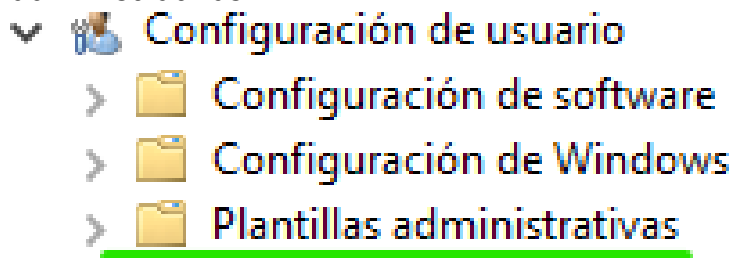 Configuración de usuario
Configuración de software
Configuración de Windows
Plantillas administrativas